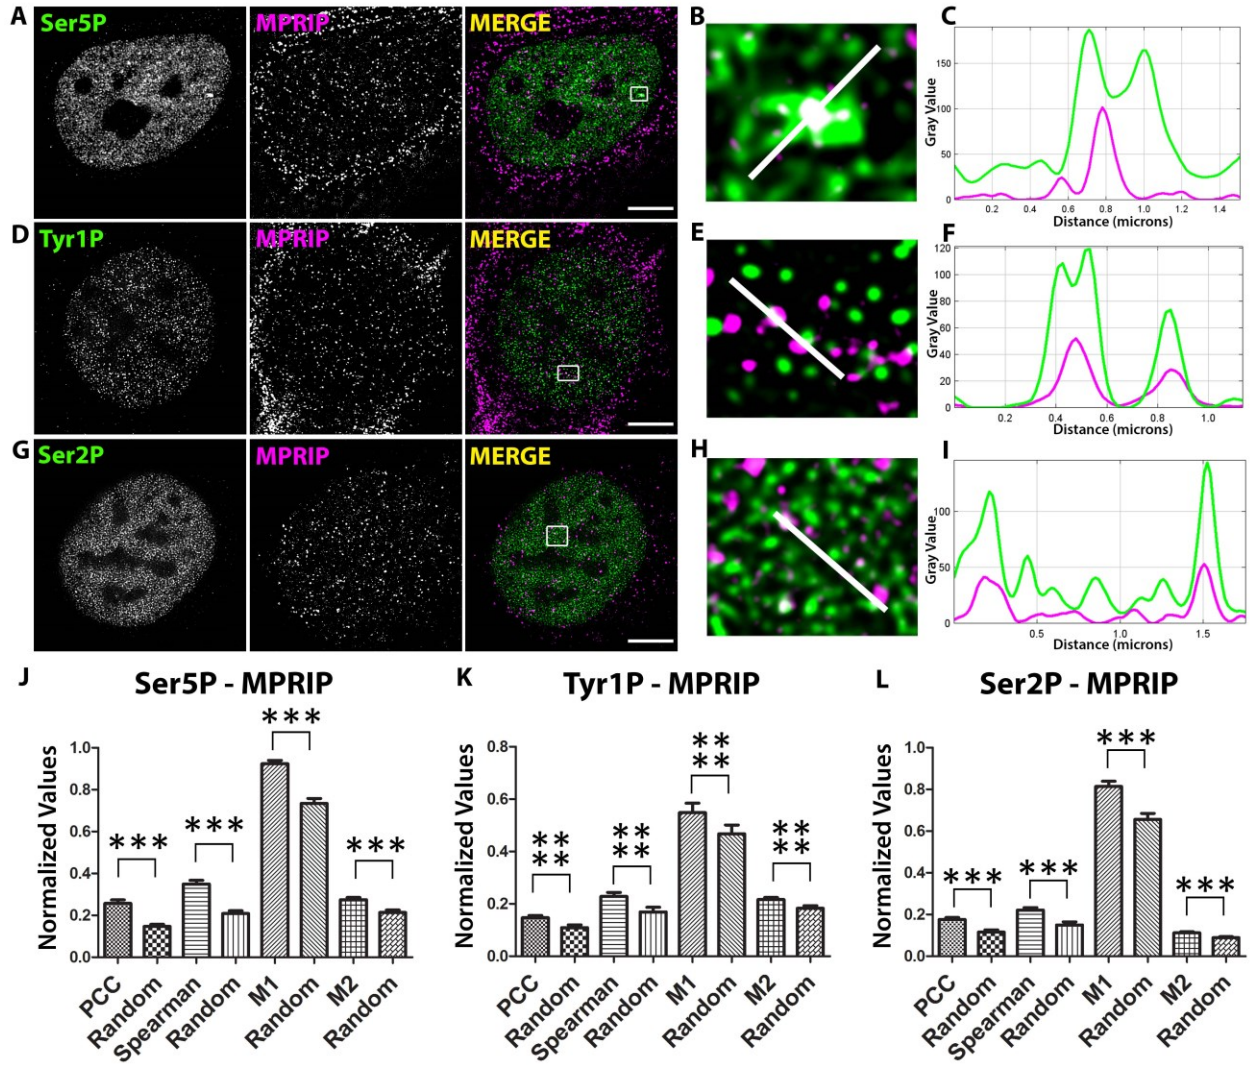 A
Ser5P
MPRIP
MERGE
B
C
Gray Value
150
100
50
0
0.2 0.4 0.6 0.8 1.0 1.2 1.4
Distance (microns)
D
Tyr1P
MPRIP
MERGE
E
F
Gray Value
120
100
80
60
40
20
0
0.2 0.4 0.6 0.8 1.0
Distance (microns)
G
Ser2P
MPRIP
MERGE
H
I
Gray Value
100
50
0
0.5 1.0 1.5
Distance (microns)
J
Ser5P - MPRIP
Normalized Values
1.0
0.8
0.6
0.4
0.2
0.0
***
***
***
***
PCC
Random
Spearman
Random
M1
Random
M2
Random
K
Tyr1P - MPRIP
Normalized Values
0.8
0.6
0.4
0.2
0.0
**
**
**
**
**
**
**
**
PCC
Random
Spearman
Random
M1
Random
M2
Random
L
Ser2P - MPRIP
Normalized Values
1.0
0.8
0.6
0.4
0.2
0.0
***
***
***
***
PCC
Random
Spearman
Random
M1
Random
M2
Random